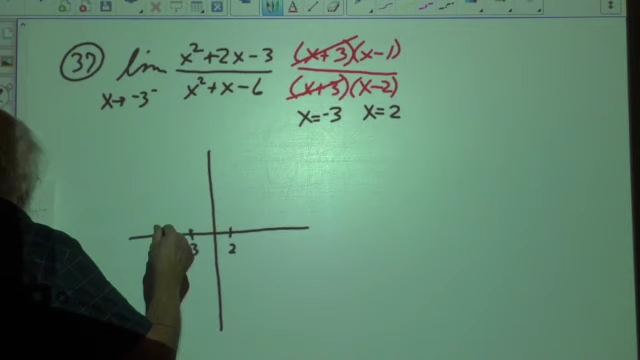 37) lim x→-3⁻ (x²+2x-3)/(x²+x-6) (x+3)(x-1)/(x+3)(x-2)
x=-3 x=2
3 2